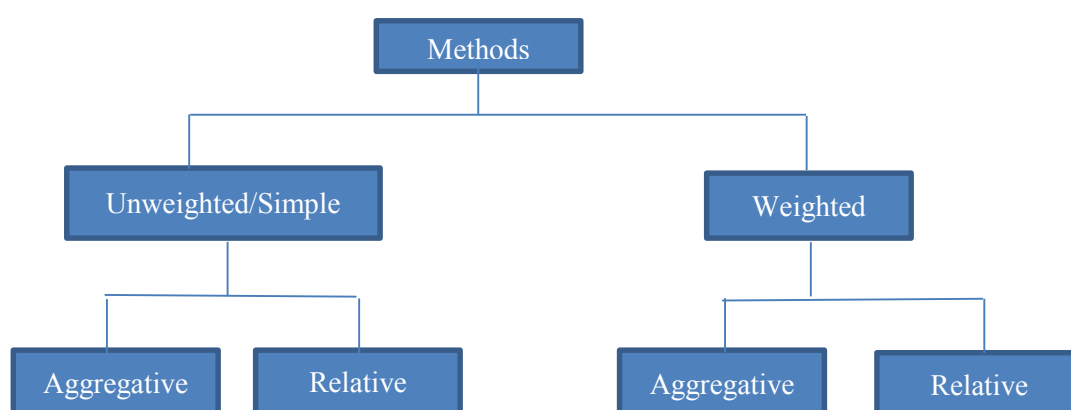 Methods
Unweighted/Simple
Weighted
Aggregative
Relative
Aggregative
Relative